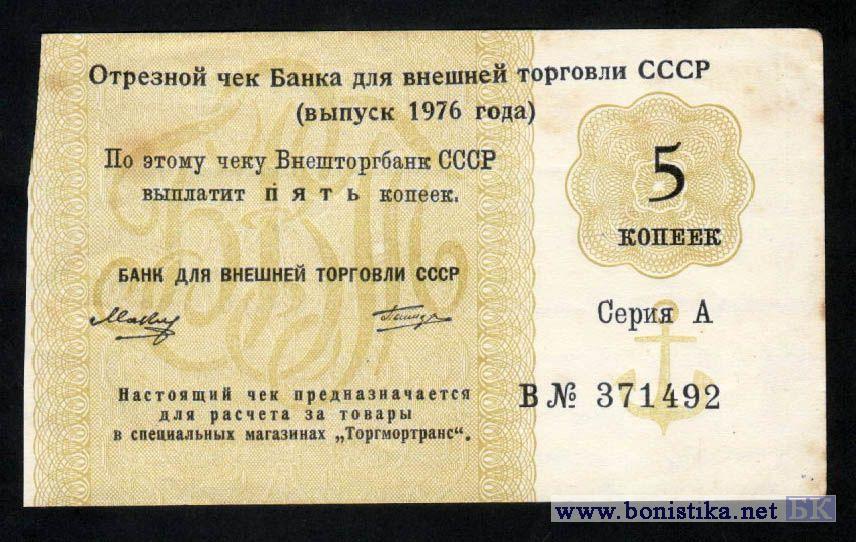 Отрезной чек Банка для внешней торговли СССР
(выпуск 1976 года)
По этому чеку Внешторгбанк СССР
выплатит пять копеек.
5
КОПЕЕК
БАНК ДЛЯ ВНЕШНЕЙ ТОРГОВЛИ СССР
Серия А
В № 371492
Настоящий чек предназначается
для расчета за товары
в специальных магазинах „Торгмортранс“.
www.bonistika.net БК